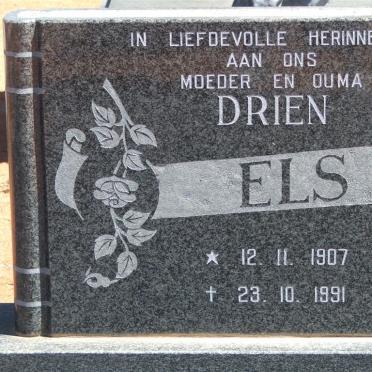 IN LIEFDEVOLLE HERINNE
AAN ONS
MOEDER EN OUMA
DRIEN
ELS
★ 12. 11. 1907
† 23. 10. 1991